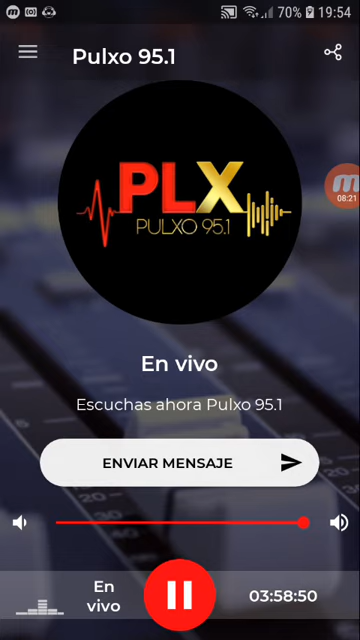 70% 19:54
Pulxo 95.1
PLX
PULXO 95.1
08:21
En vivo
Escuchas ahora Pulxo 95.1
ENVIAR MENSAJE
En
vivo
03:58:50